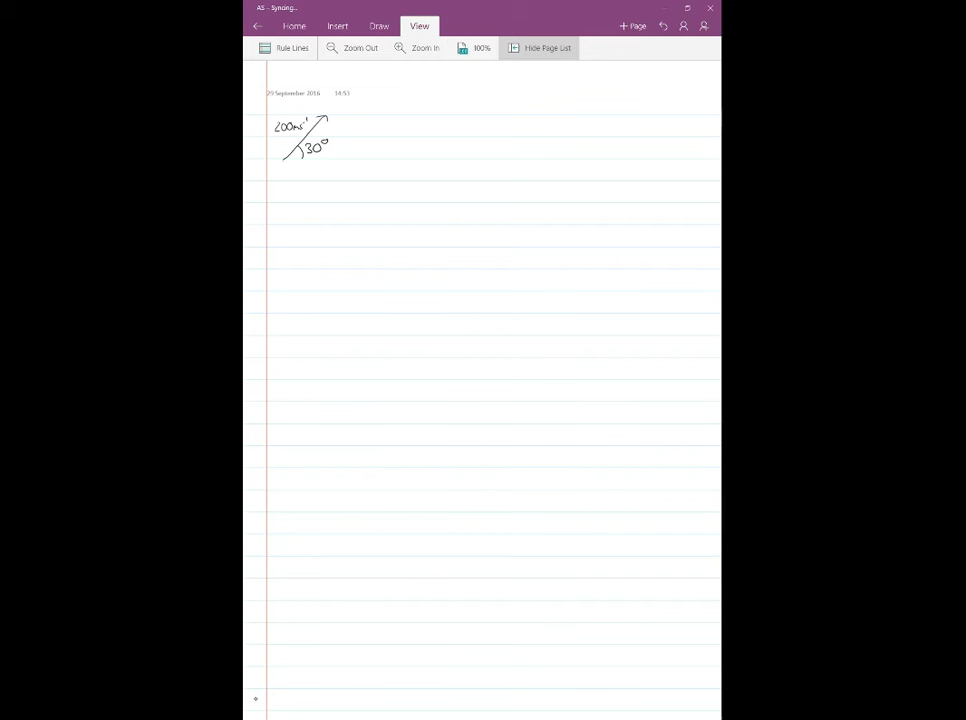 AS - Syncing...
Home Insert Draw View + Page
Rule Lines Zoom Out Zoom In 100% Hide Page List
29 September 2016 14:53
200ms⁻¹
30°